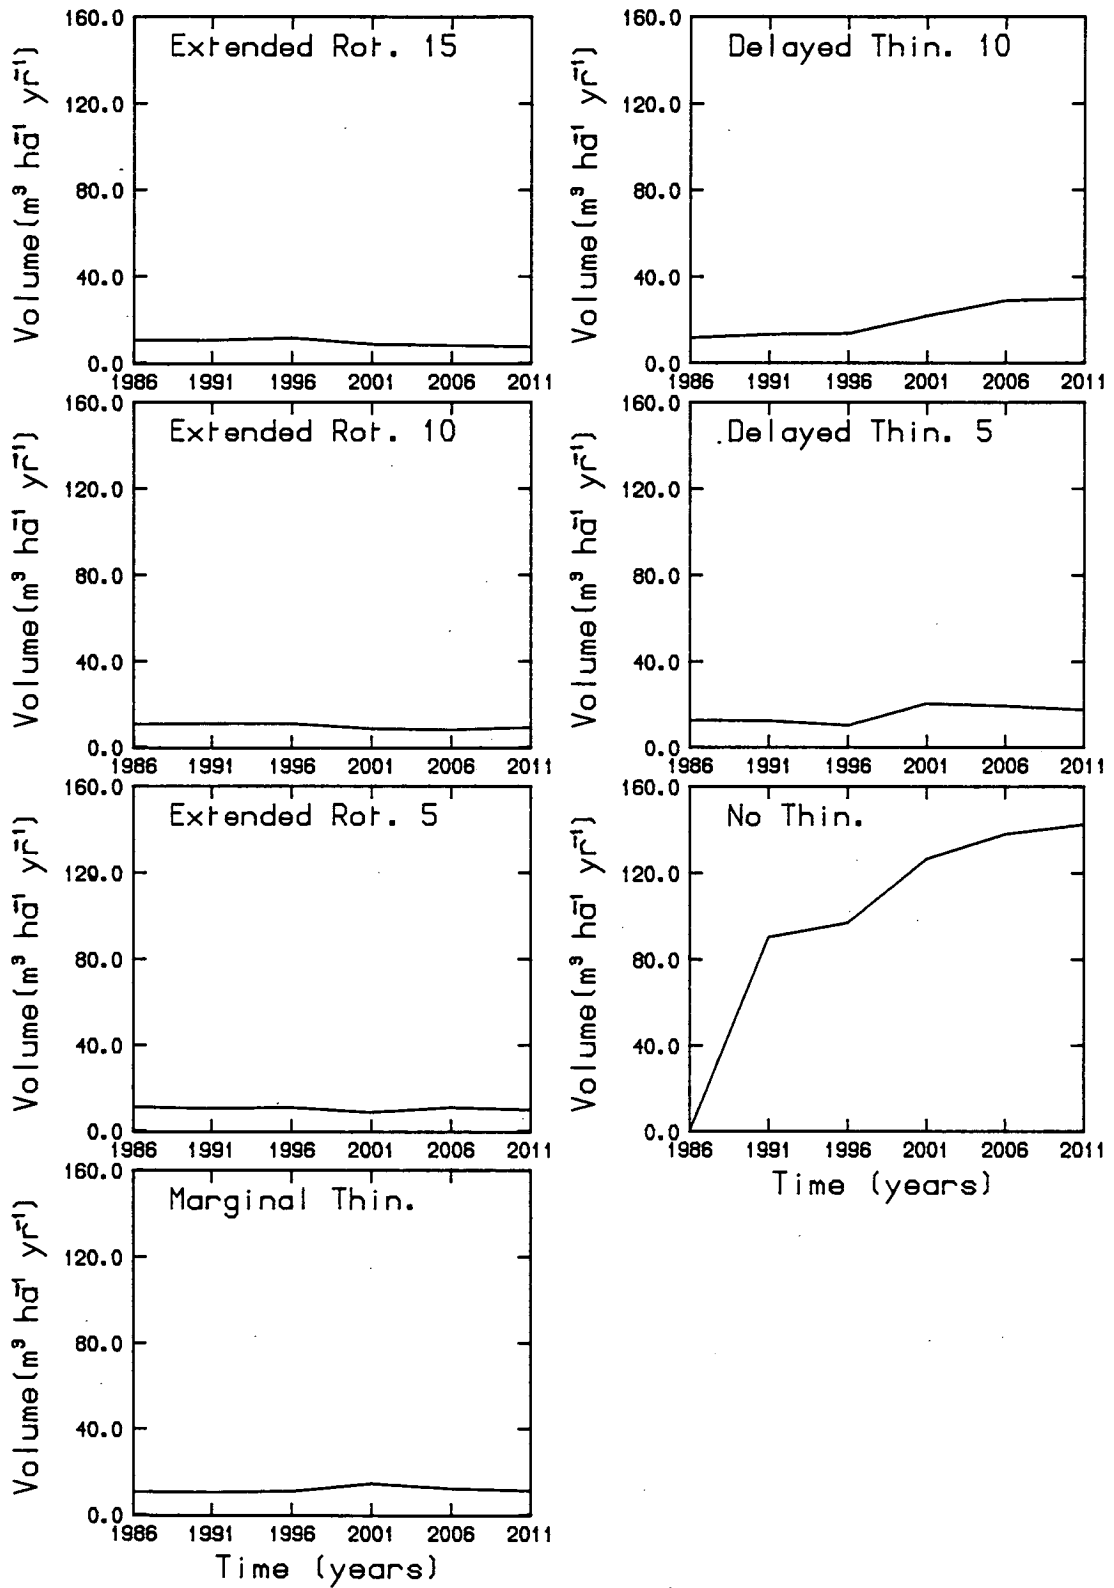 Extended Rot. 15
Volume (m³ ha⁻¹ yr⁻¹)
160.0
120.0
80.0
40.0
0.0
1986 1991 1996 2001 2006 2011
Delayed Thin. 10
Volume (m³ ha⁻¹ yr⁻¹)
160.0
120.0
80.0
40.0
0.0
1986 1991 1996 2001 2006 2011
Extended Rot. 10
Volume (m³ ha⁻¹ yr⁻¹)
160.0
120.0
80.0
40.0
0.0
1986 1991 1996 2001 2006 2011
Delayed Thin. 5
Volume (m³ ha⁻¹ yr⁻¹)
160.0
120.0
80.0
40.0
0.0
1986 1991 1996 2001 2006 2011
Extended Rot. 5
Volume (m³ ha⁻¹ yr⁻¹)
160.0
120.0
80.0
40.0
0.0
1986 1991 1996 2001 2006 2011
No Thin.
Volume (m³ ha⁻¹ yr⁻¹)
160.0
120.0
80.0
40.0
0.0
1986 1991 1996 2001 2006 2011
Time (years)
Marginal Thin.
Volume (m³ ha⁻¹ yr⁻¹)
160.0
120.0
80.0
40.0
0.0
1986 1991 1996 2001 2006 2011
Time (years)